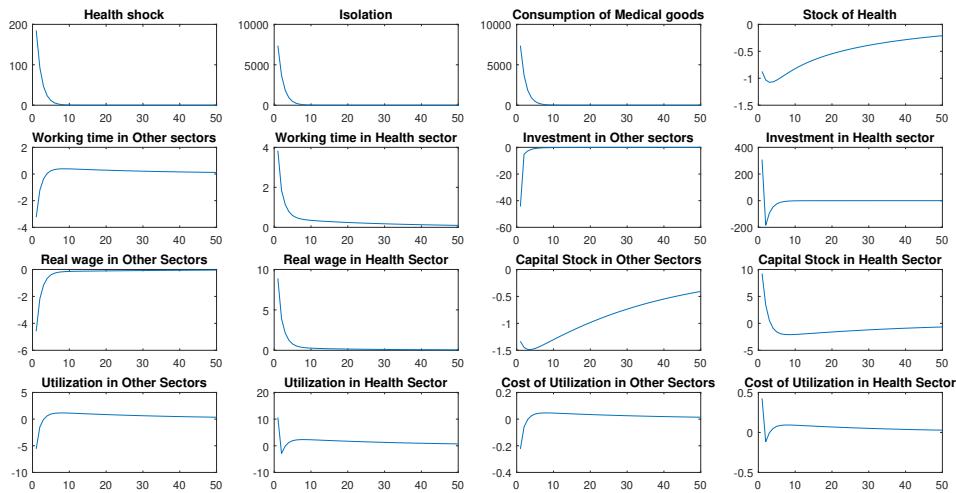 Health shock
200
100
0
0 10 20 30 40 50
Isolation
10000
5000
0
0 10 20 30 40 50
Consumption of Medical goods
10000
5000
0
0 10 20 30 40 50
Stock of Health
0
-0.5
-1
-1.5
0 10 20 30 40 50
Working time in Other sectors
2
0
-2
-4
0 10 20 30 40 50
Working time in Health sector
4
2
0
0 10 20 30 40 50
Investment in Other sectors
0
-20
-40
-60
0 10 20 30 40 50
Investment in Health sector
400
200
0
-200
0 10 20 30 40 50
Real wage in Other Sectors
0
-2
-4
-6
0 10 20 30 40 50
Real wage in Health Sector
10
5
0
0 10 20 30 40 50
Capital Stock in Other Sectors
0
-0.5
-1
-1.5
0 10 20 30 40 50
Capital Stock in Health Sector
10
5
0
-5
0 10 20 30 40 50
Utilization in Other Sectors
5
0
-5
-10
0 10 20 30 40 50
Utilization in Health Sector
20
10
0
-10
0 10 20 30 40 50
Cost of Utilization in Other Sectors
0.2
0
-0.2
-0.4
0 10 20 30 40 50
Cost of Utilization in Health Sector
0.5
0
-0.5
0 10 20 30 40 50